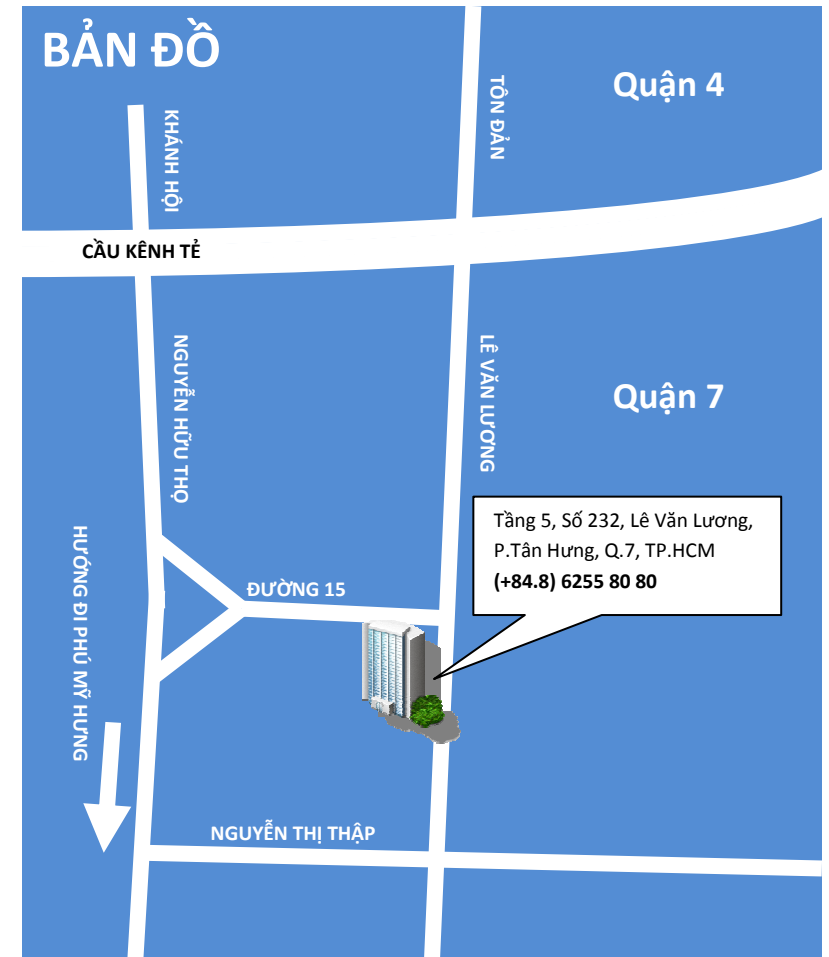 BẢN ĐỒ
Quận 4
TÔN ĐẢN
KHÁNH HỘI
CẦU KÊNH TẺ
NGUYỄN HỮU THỌ
LÊ VĂN LƯƠNG
Quận 7
Tầng 5, Số 232, Lê Văn Lương,
P.Tân Hưng, Q.7, TP.HCM
(+84.8) 6255 80 80
HƯỚNG ĐI PHÚ MỸ HƯNG
ĐƯỜNG 15
NGUYỄN THỊ THẬP